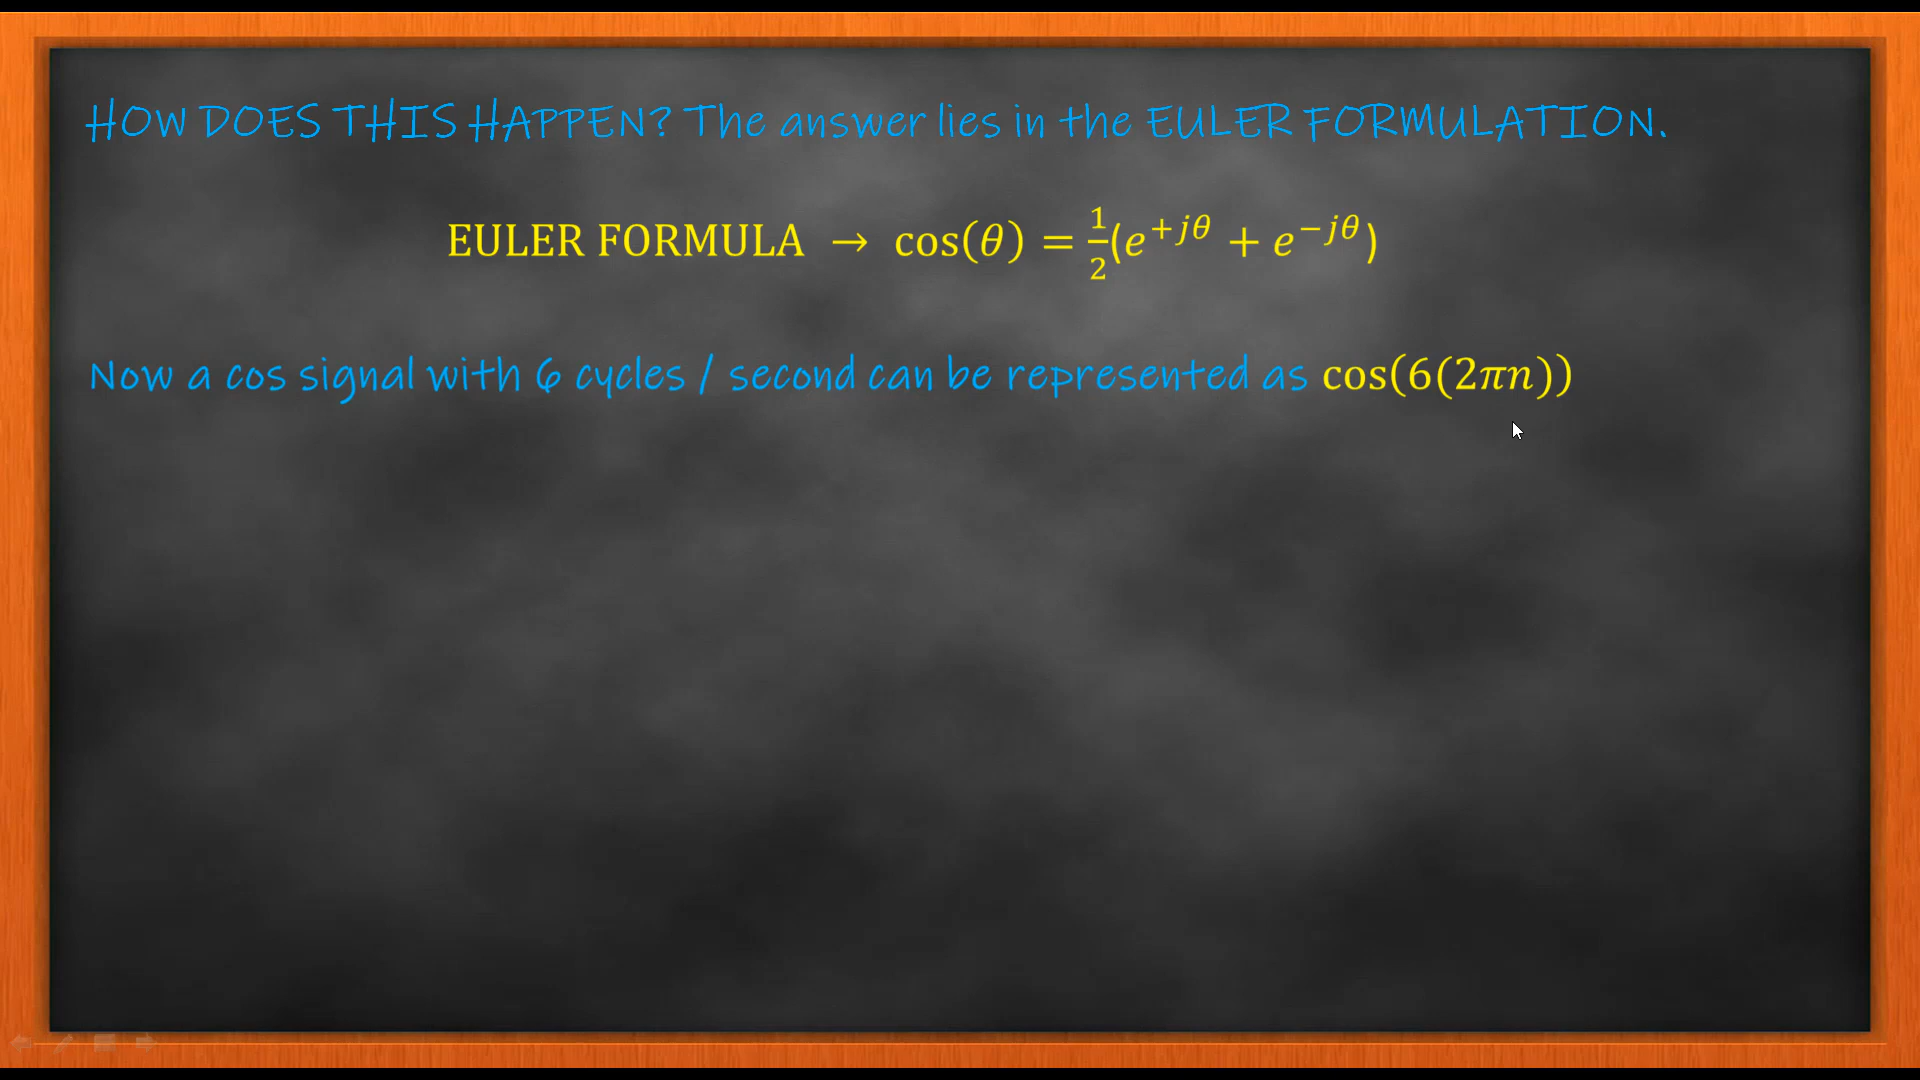 HOW DOES THIS HAPPEN? The answer lies in the EULER FORMULATION.
EULER FORMULA → cos(θ) = 1/2(e^{+jθ} + e^{−jθ})
Now a cos signal with 6 cycles / second can be represented as cos(6(2πn))